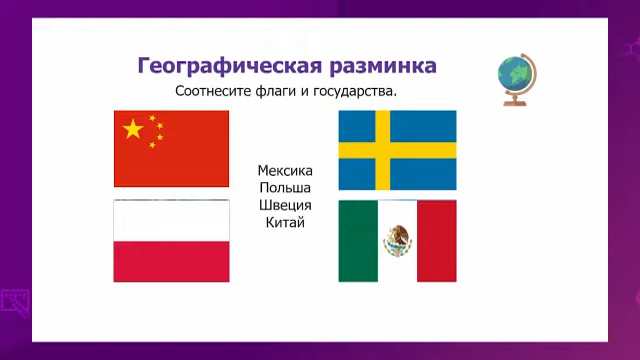 Географическая разминка
Соотнесите флаги и государства.
Мексика
Польша
Швеция
Китай